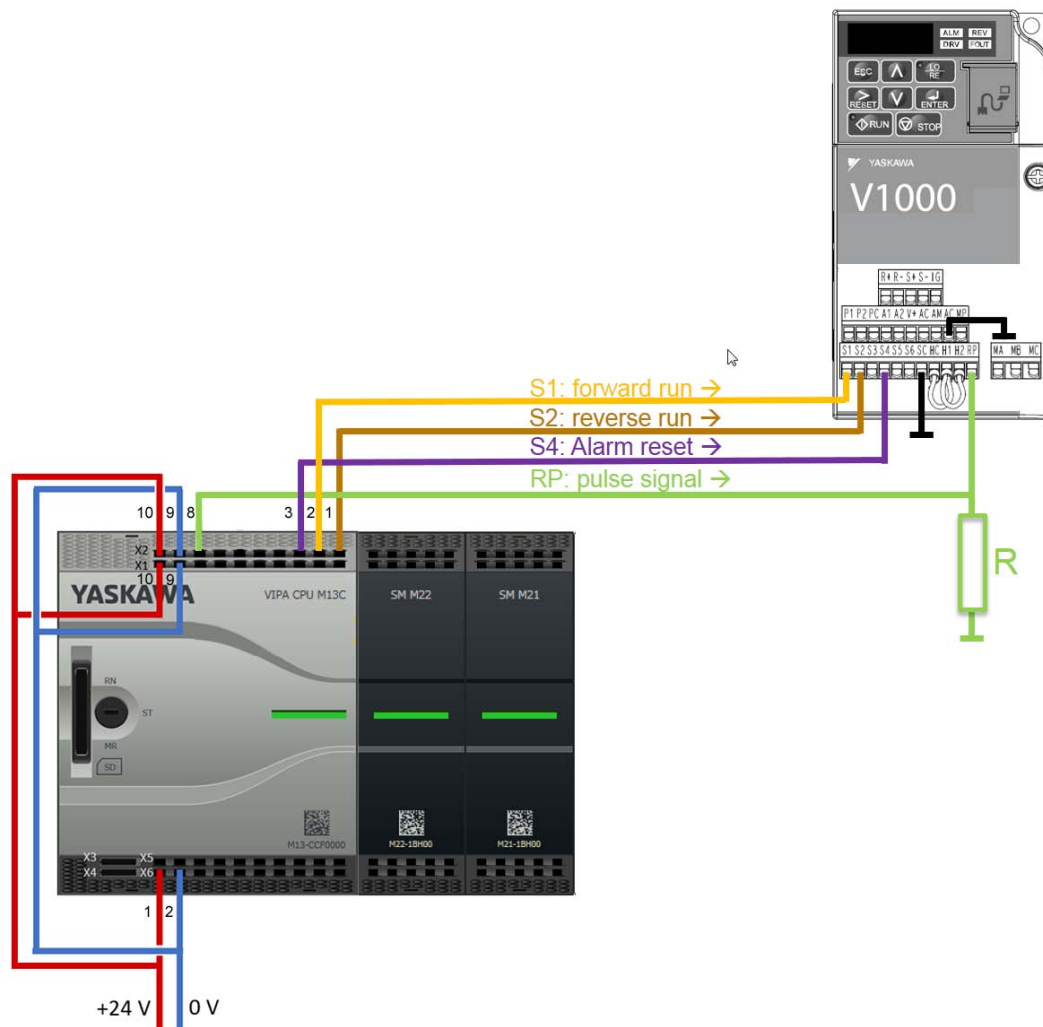 ALM REV
DRV FOUT
ESC LO RE
RESET ENTER
RUN STOP
YASKAWA
V1000
R+ R- S+ S- IG
P1 P2 PC A1 A2 V+ AC AM AC MP
S1 S2 S3 S4 S5 S6 SC HC H1 H2 RP
MA MB MC
S1: forward run →
S2: reverse run →
S4: Alarm reset →
RP: pulse signal →
R
10 9 8 3 2 1
X2
X1
10 9
YASKAWA
VIPA CPU M13C
SM M22
SM M21
RN
ST
MR
SD
M13-CCF0000
M22-1BH00
M21-1BH00
X3 X5
X4 X6
1 2
+24 V 0 V